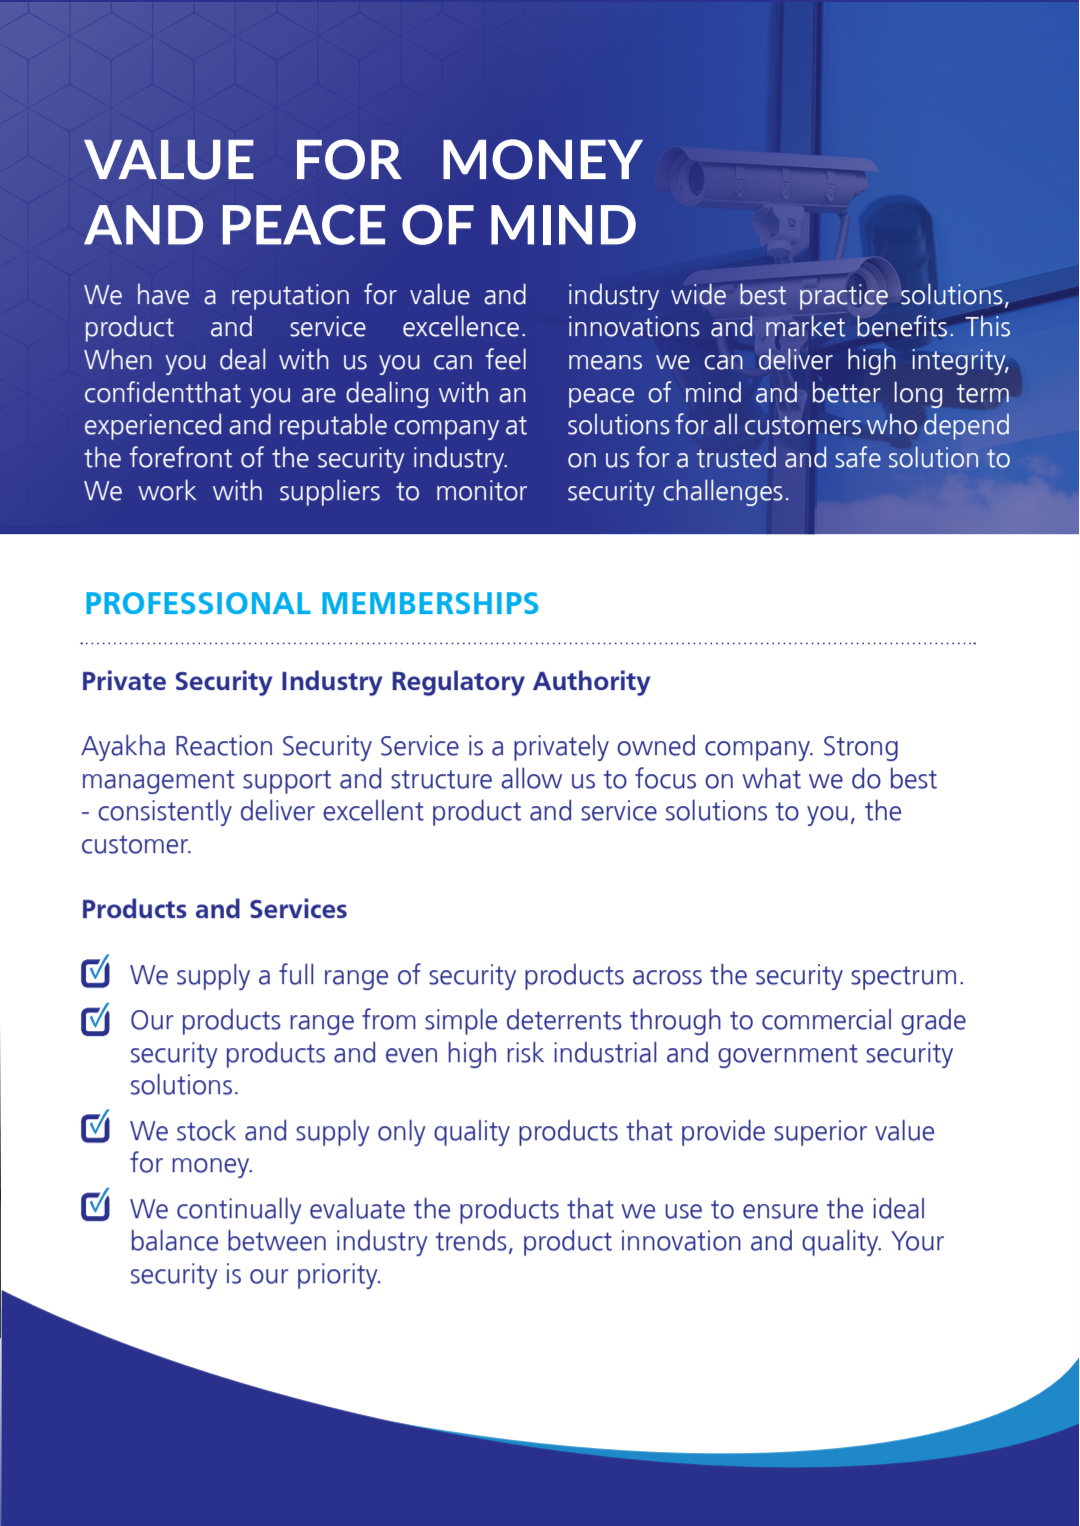 VALUE FOR MONEY
AND PEACE OF MIND
We have a reputation for value and
product and service excellence.
When you deal with us you can feel
confidentthat you are dealing with an
experienced and reputable company at
the forefront of the security industry.
We work with suppliers to monitor
industry wide best practice solutions,
innovations and market benefits. This
means we can deliver high integrity,
peace of mind and better long term
solutions for all customers who depend
on us for a trusted and safe solution to
security challenges.
PROFESSIONAL MEMBERSHIPS
Private Security Industry Regulatory Authority
Ayakha Reaction Security Service is a privately owned company. Strong
management support and structure allow us to focus on what we do best
- consistently deliver excellent product and service solutions to you, the
customer.
Products and Services
We supply a full range of security products across the security spectrum.
Our products range from simple deterrents through to commercial grade
security products and even high risk industrial and government security
solutions.
We stock and supply only quality products that provide superior value
for money.
We continually evaluate the products that we use to ensure the ideal
balance between industry trends, product innovation and quality. Your
security is our priority.